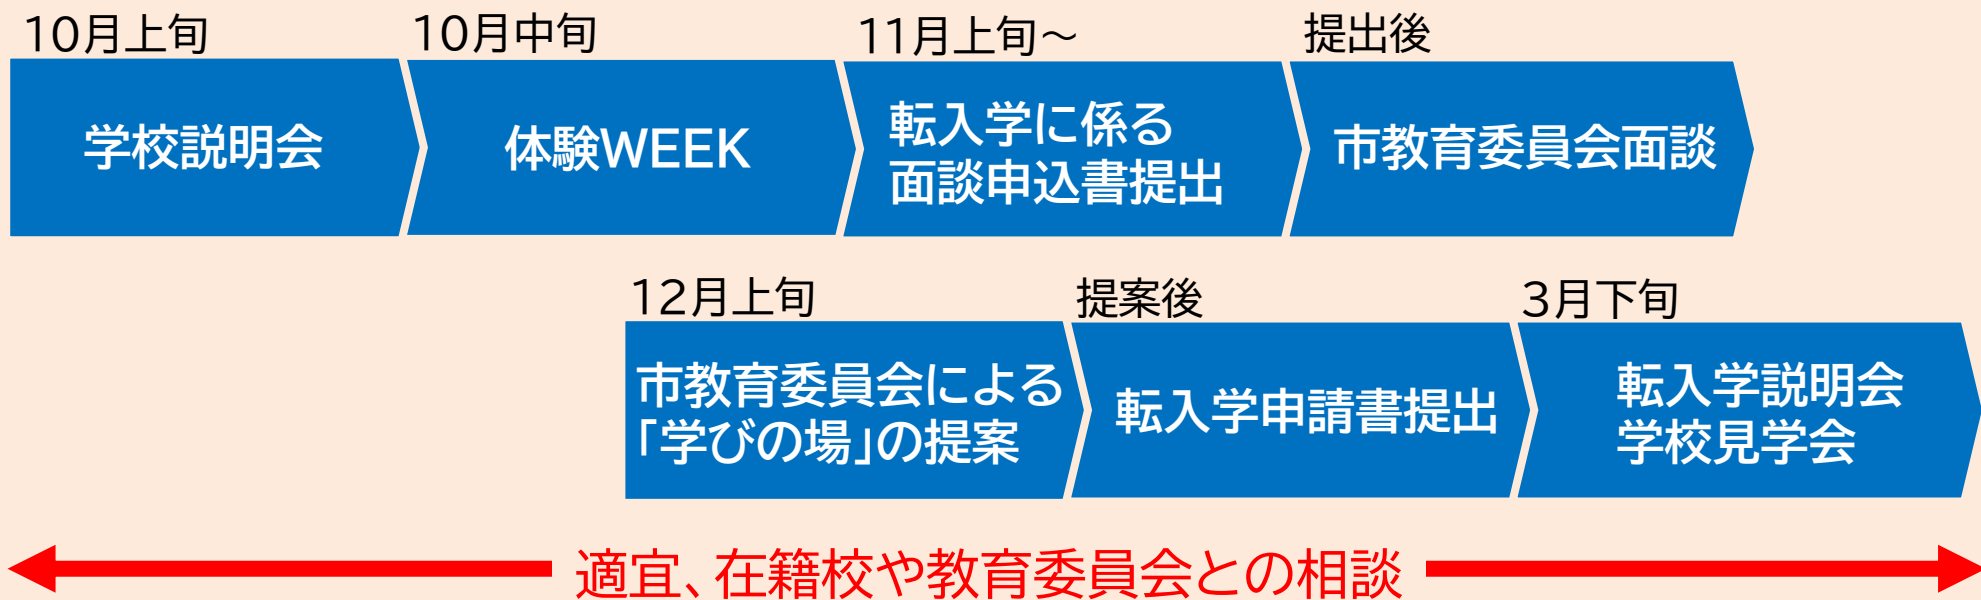 10月上旬
学校説明会
10月中旬
体験WEEK
11月上旬～
転入学に係る
面談申込書提出
提出後
市教育委員会面談
12月上旬
市教育委員会による
「学びの場」の提案
提案後
転入学申請書提出
3月下旬
転入学説明会
学校見学会
適宜、在籍校や教育委員会との相談